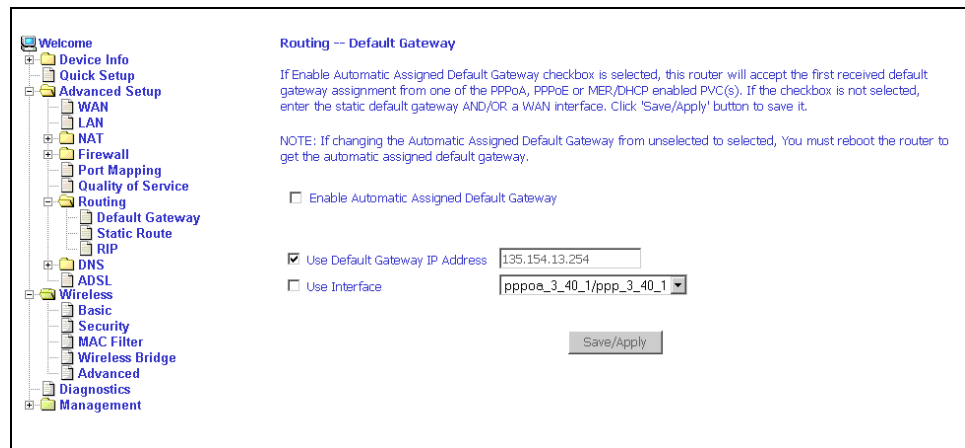 Welcome
Device Info
Quick Setup
Advanced Setup
WAN
LAN
NAT
Firewall
Port Mapping
Quality of Service
Routing
Default Gateway
Static Route
RIP
DNS
ADSL
Wireless
Basic
Security
MAC Filter
Wireless Bridge
Advanced
Diagnostics
Management
Routing -- Default Gateway
If Enable Automatic Assigned Default Gateway checkbox is selected, this router will accept the first received default
gateway assignment from one of the PPPoA, PPPoE or MER/DHCP enabled PVC(s). If the checkbox is not selected,
enter the static default gateway AND/OR a WAN interface. Click 'Save/Apply' button to save it.
NOTE: If changing the Automatic Assigned Default Gateway from unselected to selected, You must reboot the router to
get the automatic assigned default gateway.
Enable Automatic Assigned Default Gateway
Use Default Gateway IP Address 135.154.13.254
Use Interface pppoa_3_40_1/ppp_3_40_1
Save/Apply